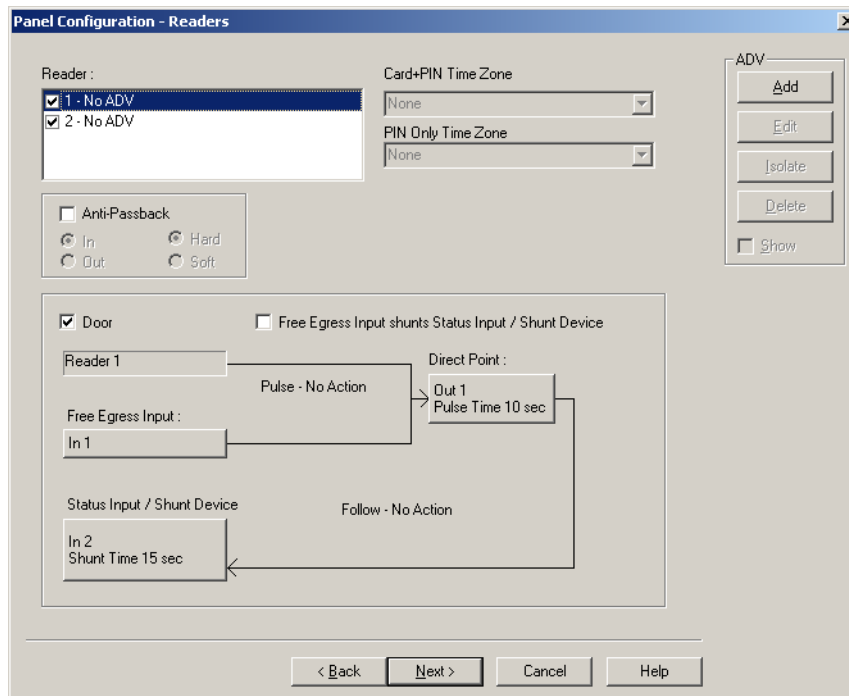 Panel Configuration - Readers
Reader :
1 - No ADV
2 - No ADV
Card+PIN Time Zone
None
PIN Only Time Zone
None
ADV
Add
Edit
Isolate
Delete
Show
Anti-Passback
In
Hard
Out
Soft
Door
Free Egress Input shunts Status Input / Shunt Device
Reader 1
Pulse - No Action
Direct Point :
Out 1
Pulse Time 10 sec
Free Egress Input :
In 1
Status Input / Shunt Device
Follow - No Action
In 2
Shunt Time 15 sec
< Back
Next >
Cancel
Help